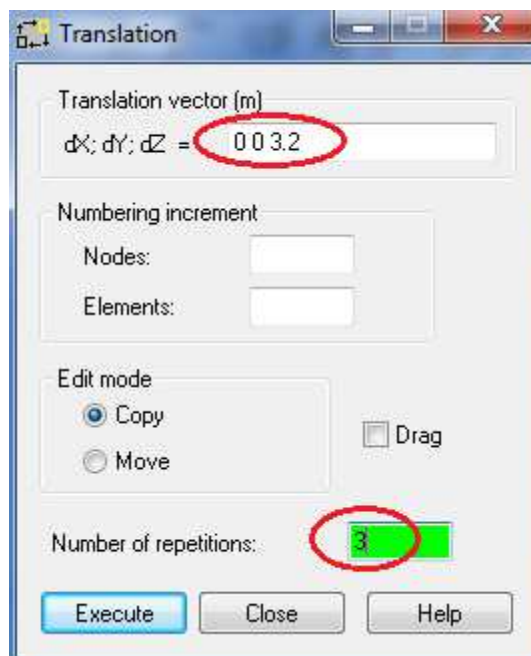 Translation
Translation vector (m)
dX; dY; dZ = 0 0 3.2
Numbering increment
Nodes:
Elements:
Edit mode
Copy
Drag
Move
Number of repetitions: 3
Execute Close Help